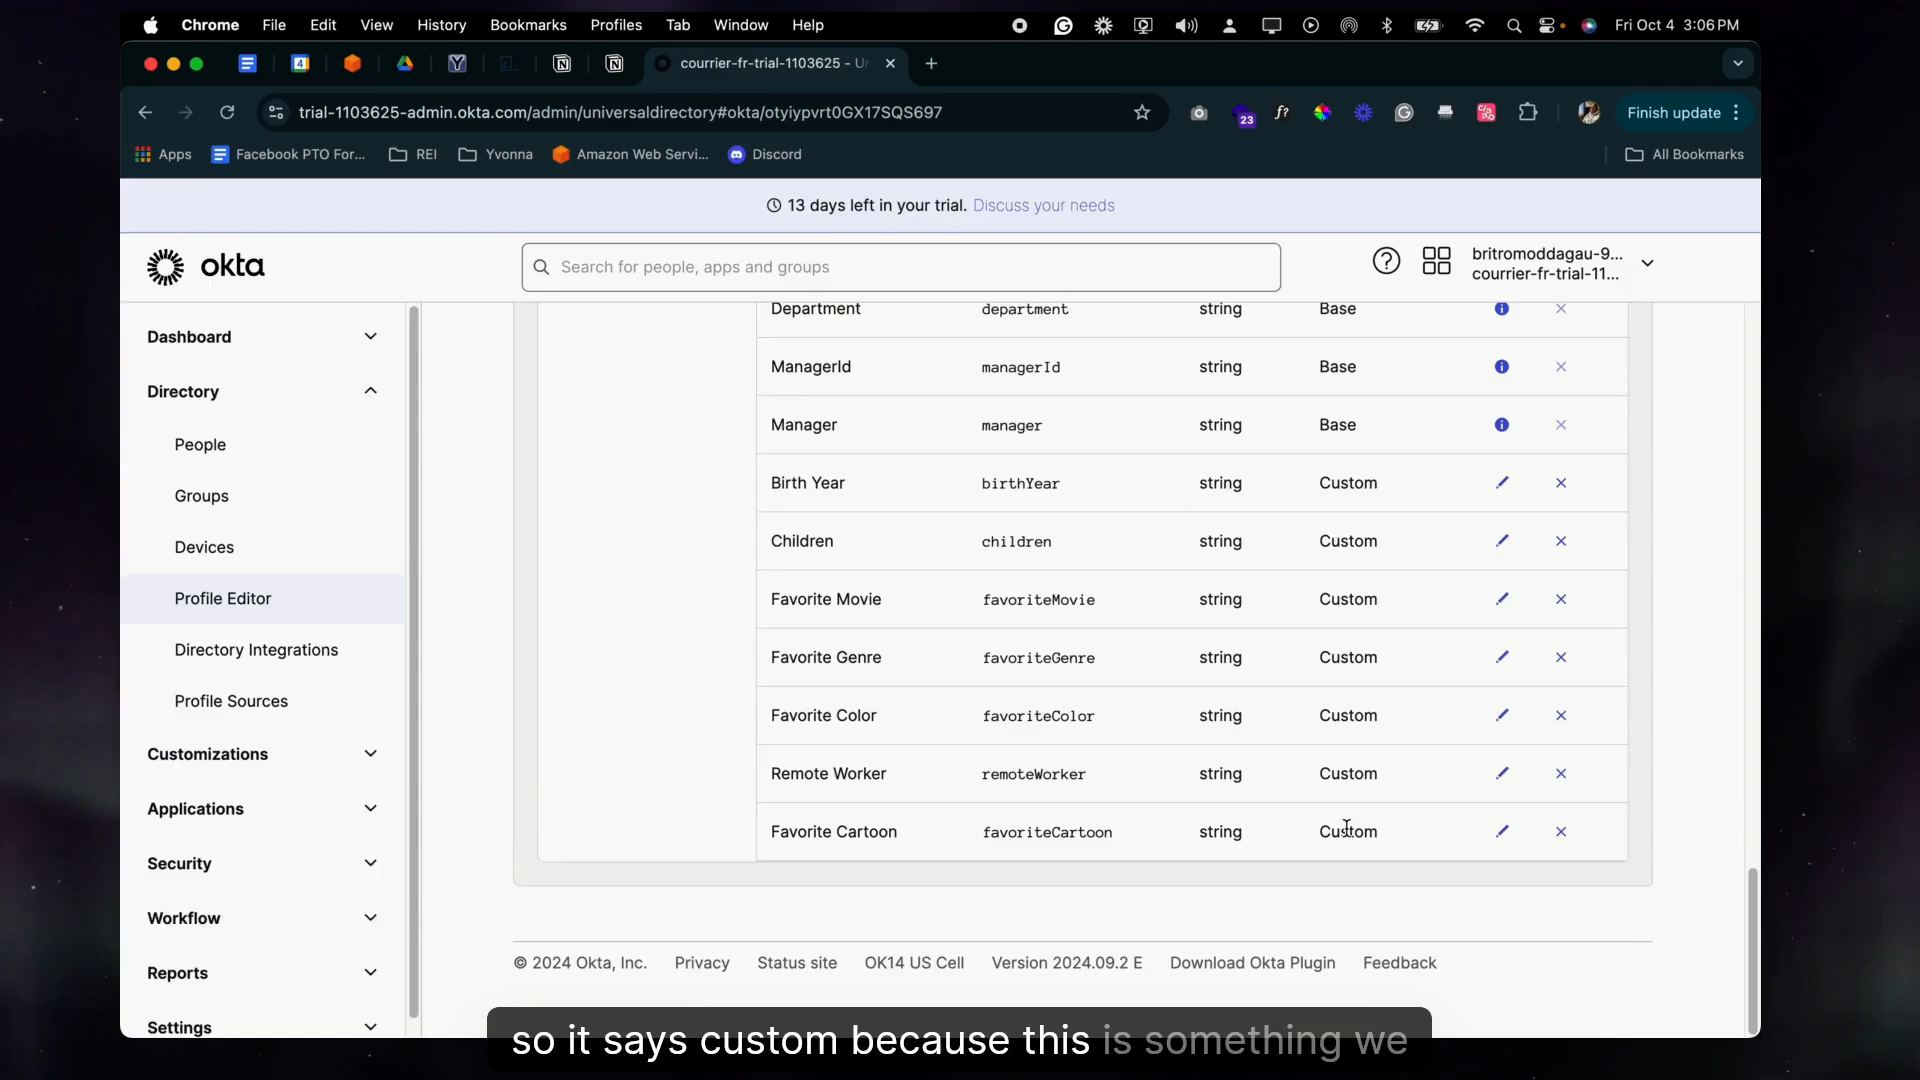 Chrome File Edit View History Bookmarks Profiles Tab Window Help Fri Oct 4 3:06 PM
courrier-fr-trial-1103625 - Un
trial-1103625-admin.okta.com/admin/universaldirectory#okta/otyiypvrt0GX17SQS697 23 f? Finish update
Apps Facebook PTO For... REI Yvonna Amazon Web Servi... Discord All Bookmarks
13 days left in your trial. Discuss your needs
okta
Search for people, apps and groups
britromoddagau-9...
courrier-fr-trial-11...
Dashboard
Directory
People
Groups
Devices
Profile Editor
Directory Integrations
Profile Sources
Customizations
Applications
Security
Workflow
Reports
Settings
Department department string Base
ManagerId managerId string Base
Manager manager string Base
Birth Year birthYear string Custom
Children children string Custom
Favorite Movie favoriteMovie string Custom
Favorite Genre favoriteGenre string Custom
Favorite Color favoriteColor string Custom
Remote Worker remoteWorker string Custom
Favorite Cartoon favoriteCartoon string Custom
© 2024 Okta, Inc. Privacy Status site OK14 US Cell Version 2024.09.2 E Download Okta Plugin Feedback
so it says custom because this is something we